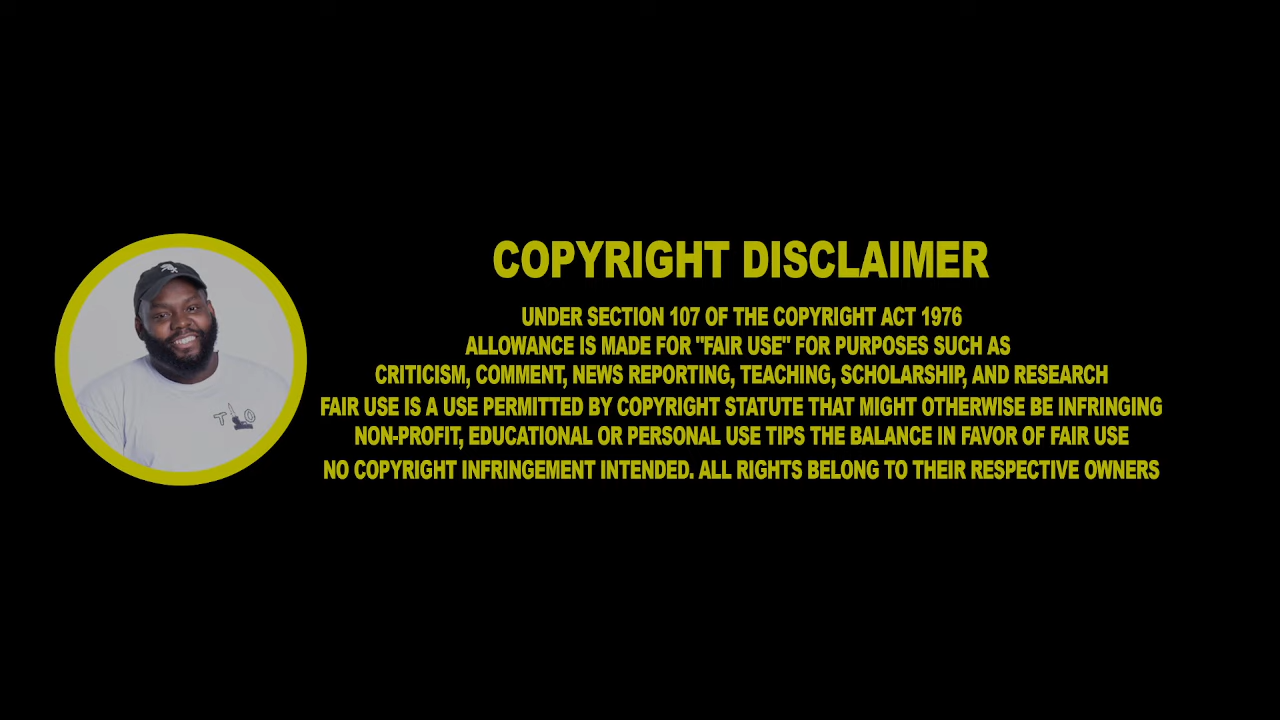 COPYRIGHT DISCLAIMER
UNDER SECTION 107 OF THE COPYRIGHT ACT 1976
ALLOWANCE IS MADE FOR "FAIR USE" FOR PURPOSES SUCH AS
CRITICISM, COMMENT, NEWS REPORTING, TEACHING, SCHOLARSHIP, AND RESEARCH
FAIR USE IS A USE PERMITTED BY COPYRIGHT STATUTE THAT MIGHT OTHERWISE BE INFRINGING
NON-PROFIT, EDUCATIONAL OR PERSONAL USE TIPS THE BALANCE IN FAVOR OF FAIR USE
NO COPYRIGHT INFRINGEMENT INTENDED. ALL RIGHTS BELONG TO THEIR RESPECTIVE OWNERS